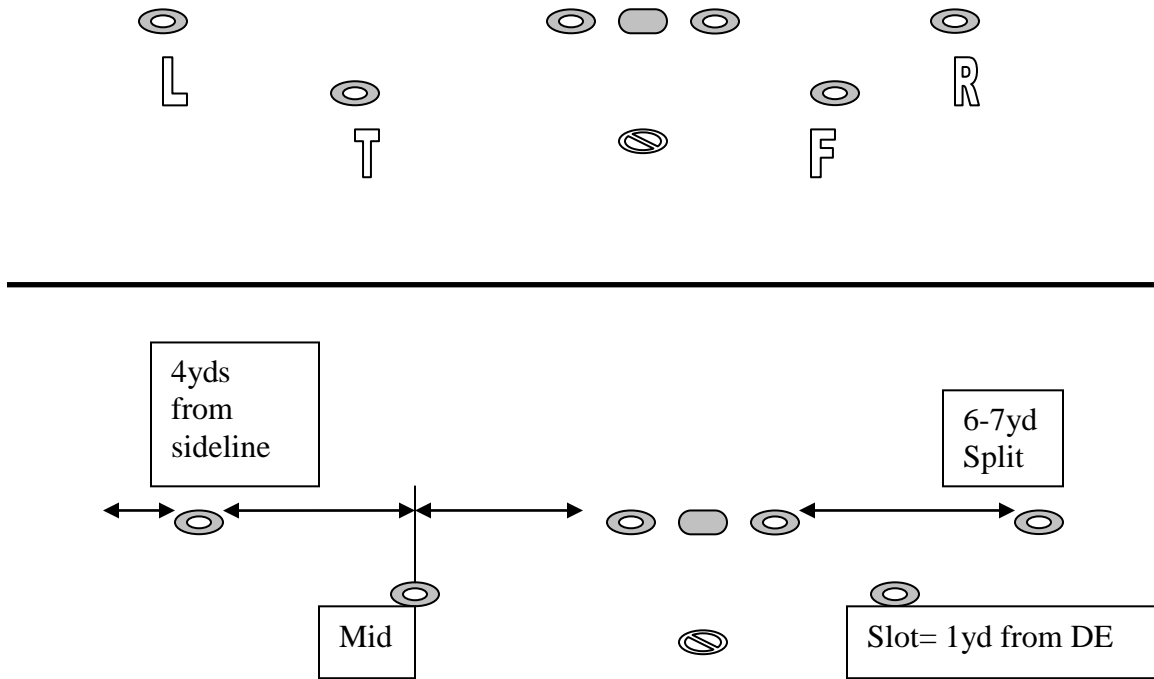 L
R
T
F
4yds
from
sideline
6-7yd
Split
Mid
Slot= 1yd from DE